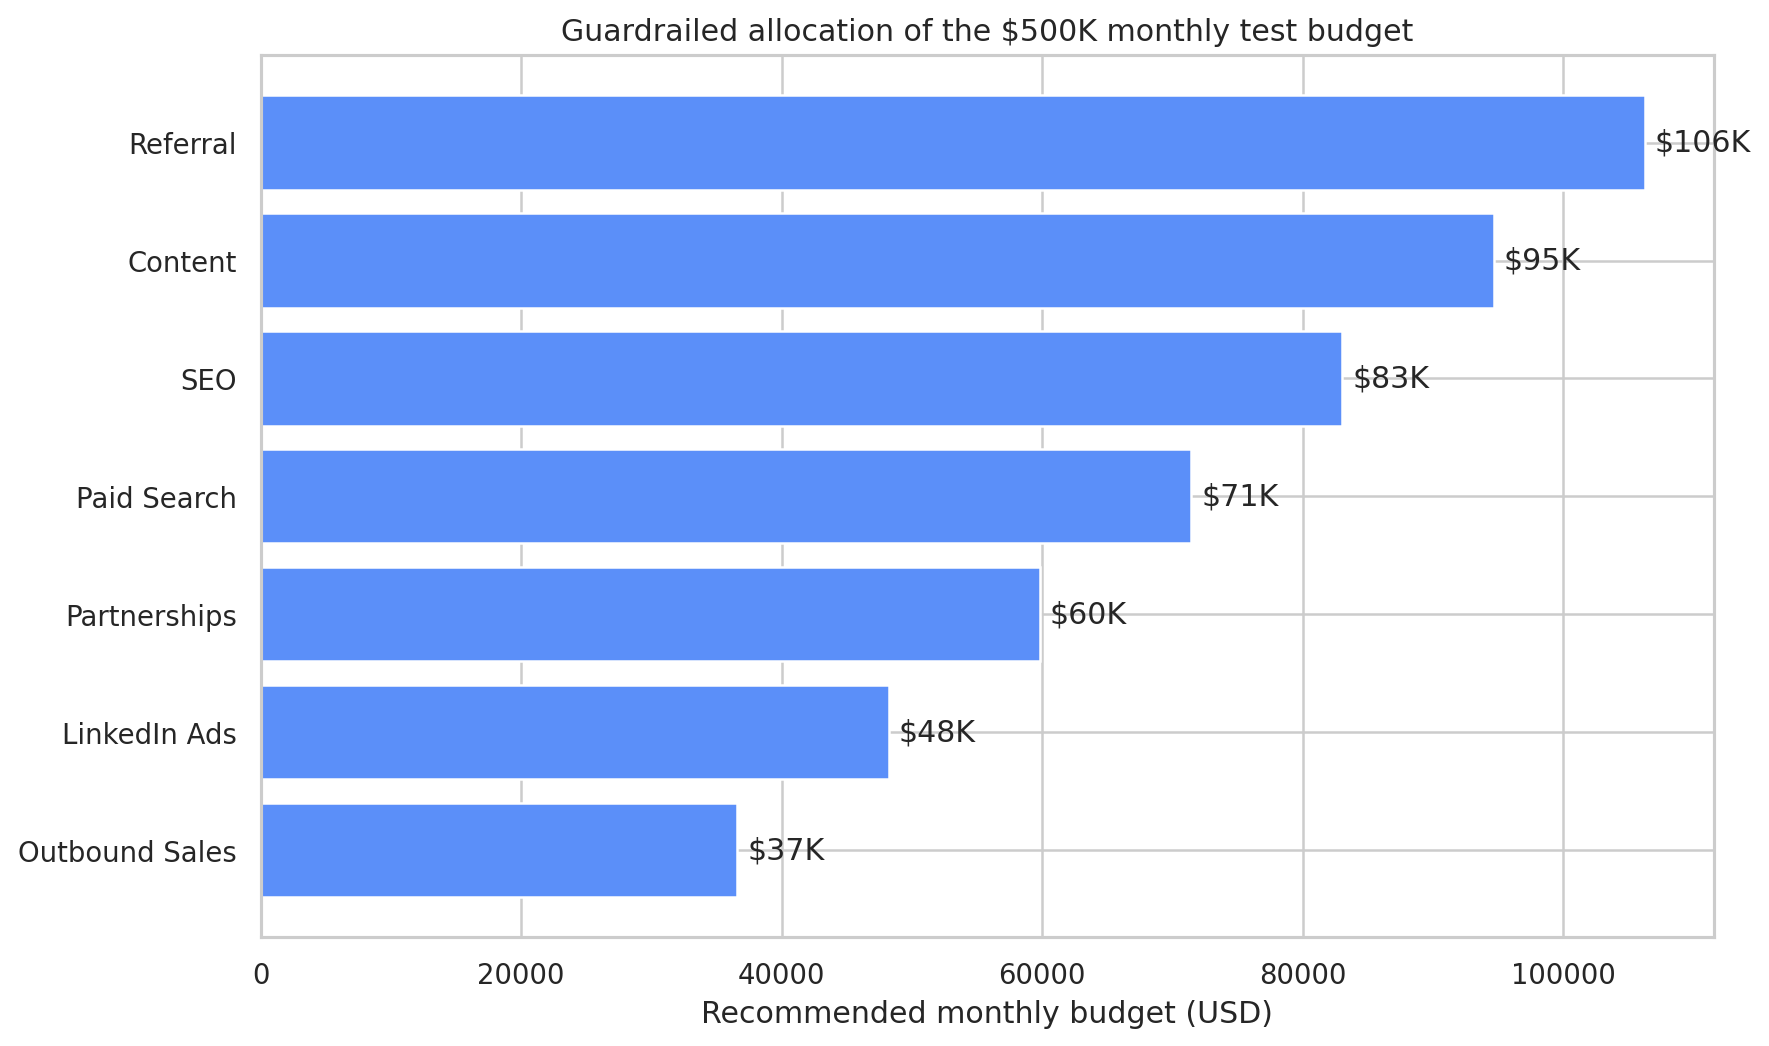 Guardrailed allocation of the $500K monthly test budget
Referral
$106K
Content
$95K
SEO
$83K
Paid Search
$71K
Partnerships
$60K
LinkedIn Ads
$48K
Outbound Sales
$37K
0 20000 40000 60000 80000 100000
Recommended monthly budget (USD)